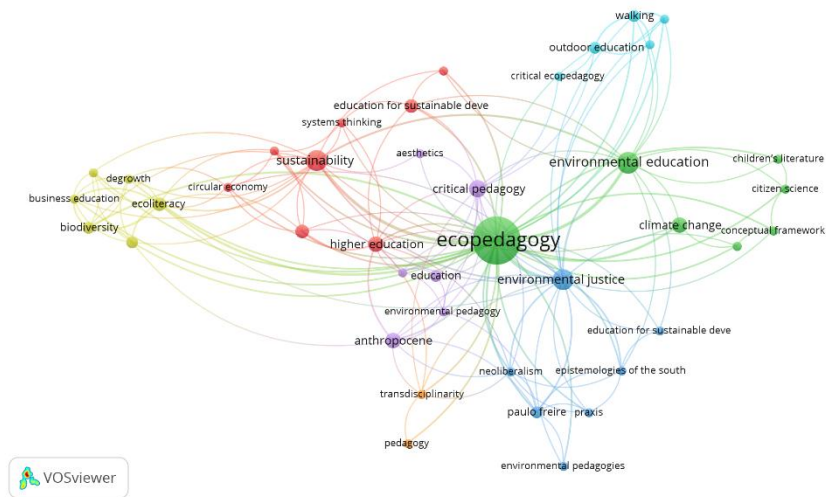 walking
outdoor education
critical ecopedagogy
education for sustainable deve
systems thinking
aesthetics
sustainability
environmental education
children's literature
degrowth
circular economy
critical pedagogy
citizen science
business education
ecoliteracy
biodiversity
climate change
conceptual framework
higher education
ecopedagogy
education
environmental justice
environmental pedagogy
education for sustainable deve
anthropocene
neoliberalism
epistemologies of the south
transdisciplinarity
paulo freire
praxis
pedagogy
environmental pedagogies
VOSviewer